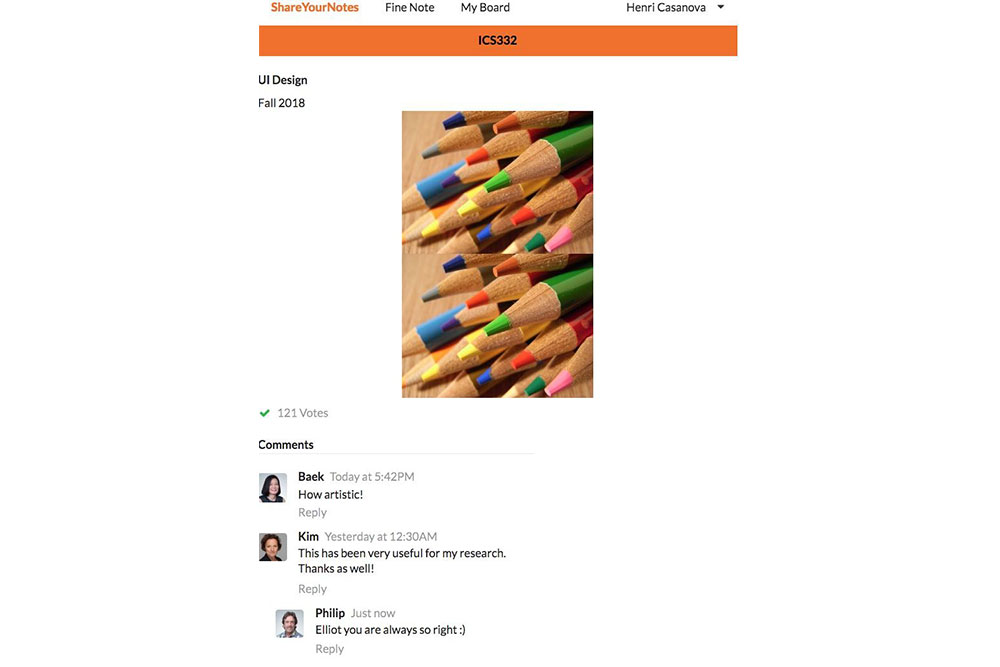 ShareYourNotes Fine Note My Board Henri Casanova
ICS332
UI Design
Fall 2018
121 Votes
Comments
Baek Today at 5:42PM
How artistic!
Reply
Kim Yesterday at 12:30AM
This has been very useful for my research.
Thanks as well!
Reply
Philip Just now
Elliot you are always so right :)
Reply